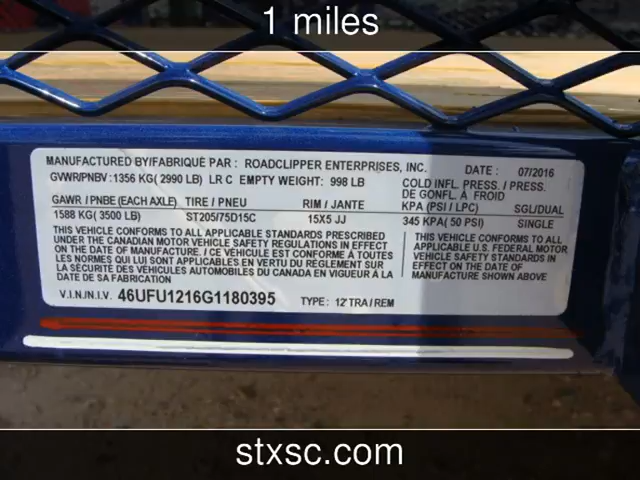 1 miles
MANUFACTURED BY/FABRIQUÉ PAR : ROADCLIPPER ENTERPRISES, INC. DATE : 07/2016
GVWR/PNBV : 1356 KG ( 2990 LB) LR C EMPTY WEIGHT: 998 LB
COLD INFL. PRESS. / PRESS.
DE GONFL. À FROID
GAWR / PNBE (EACH AXLE) TIRE / PNEU RIM / JANTE KPA (PSI / LPC) SGL/DUAL
1588 KG( 3500 LB) ST205/75D15C 15X5 JJ 345 KPA( 50 PSI) SINGLE
THIS VEHICLE CONFORMS TO ALL APPLICABLE STANDARDS PRESCRIBED
UNDER THE CANADIAN MOTOR VEHICLE SAFETY REGULATIONS IN EFFECT
ON THE DATE OF MANUFACTURE. / CE VÉHICULE EST CONFORME À TOUTES
LES NORMES QUI LUI SONT APPLICABLES EN VERTU DU RÈGLEMENT SUR
LA SÉCURITÉ DES VÉHICULES AUTOMOBILES DU CANADA EN VIGUEUR A LA
DATE DE SA FABRICATION
THIS VEHICLE CONFORMS TO ALL
APPLICABLE U.S. FEDERAL MOTOR
VEHICLE SAFETY STANDARDS IN
EFFECT ON THE DATE OF
MANUFACTURE SHOWN ABOVE
V.I.N./N.I.V. 46UFU1216G1180395 TYPE: 12'TRA/REM
stxsc.com